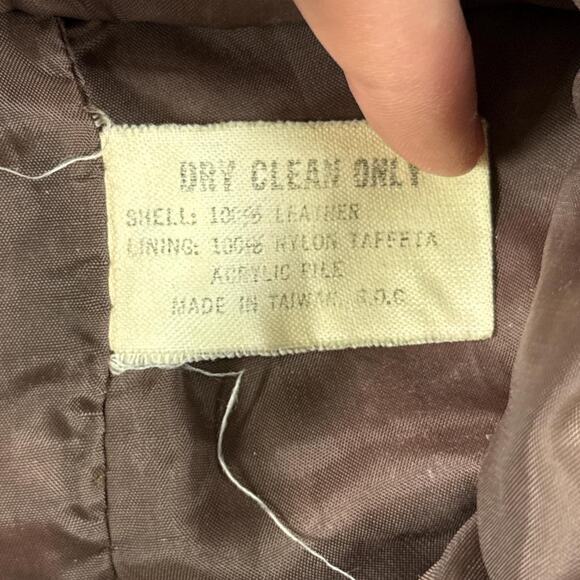 DRY CLEAN ONLY
SHELL: 100% LEATHER
LINING: 100% NYLON TAFFETA
ACRYLIC PILE
MADE IN TAIWAN, R.O.C